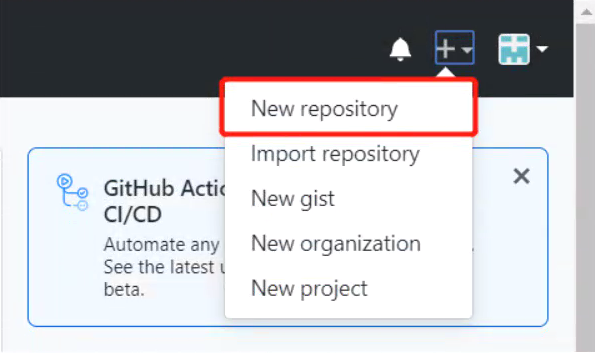 New repository
Import repository
New gist
New organization
New project
GitHub Actio
CI/CD
Automate any
See the latest
beta.